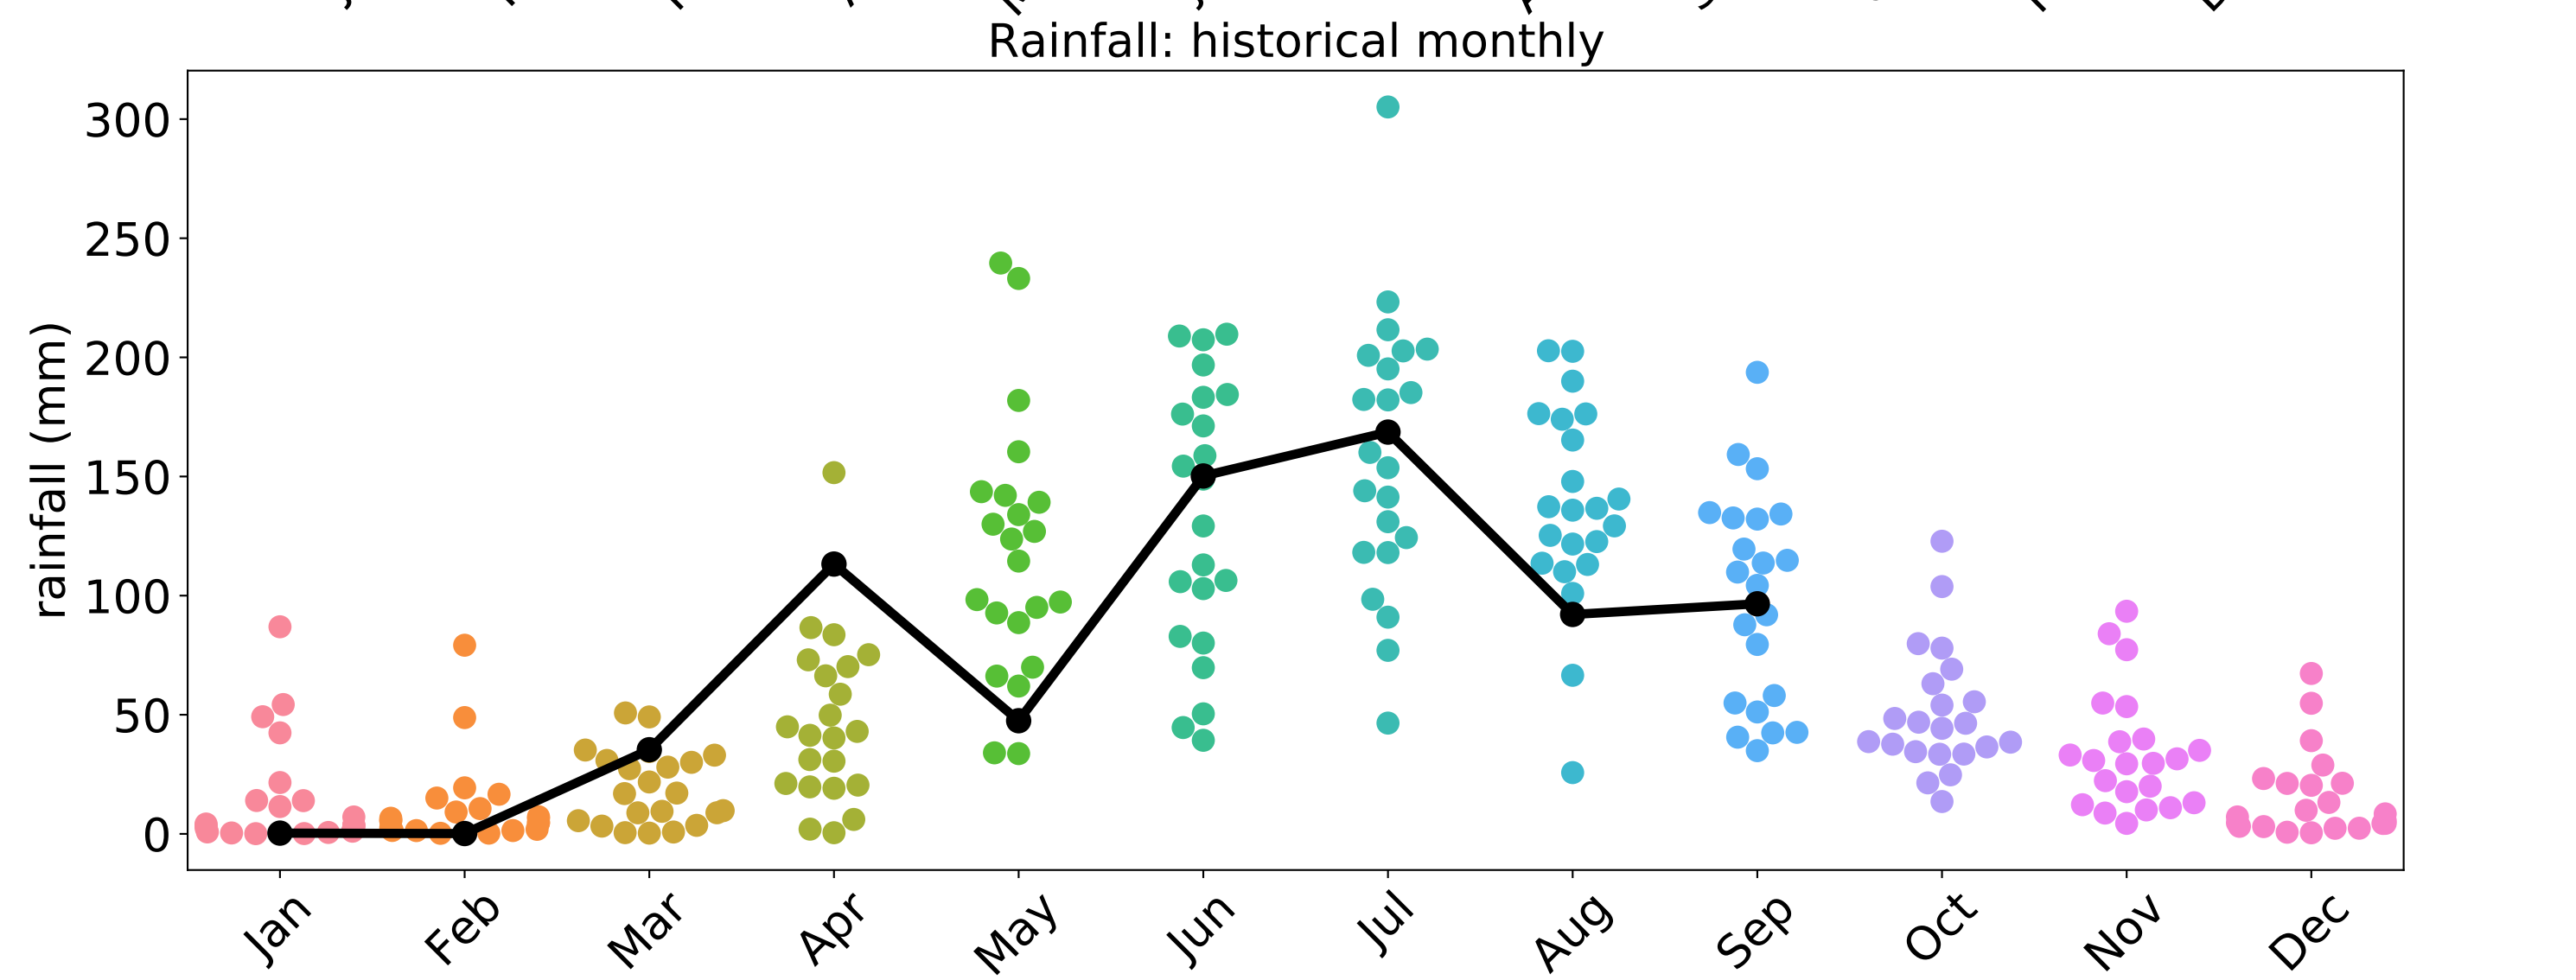 Rainfall: historical monthly
rainfall (mm)
300
250
200
150
100
50
0
Jan
Feb
Mar
Apr
May
Jun
Jul
Aug
Sep
Oct
Nov
Dec